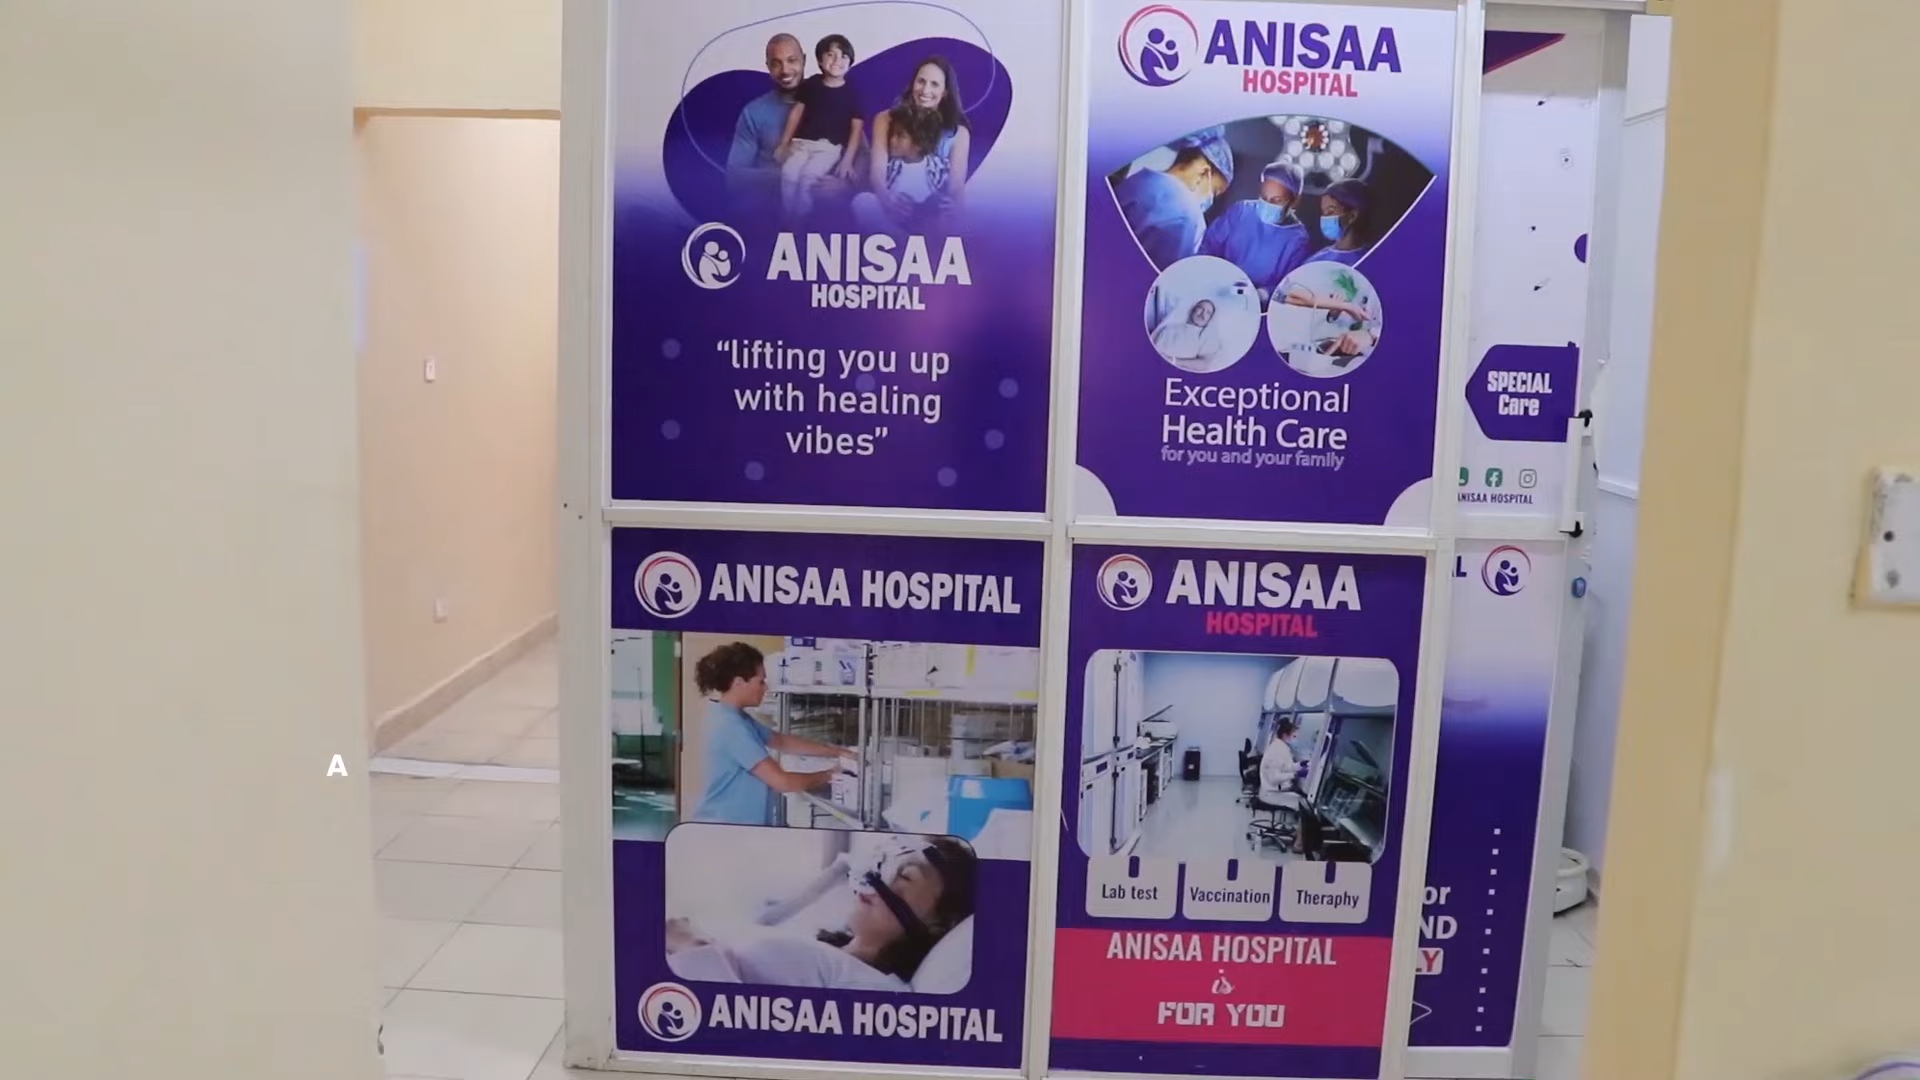 ANISAA
HOSPITAL
“lifting you up
with healing
vibes”
ANISAA
HOSPITAL
Exceptional
Health Care
for you and your family
SPECIAL
Care
ANISAA HOSPITAL
ANISAA HOSPITAL
ANISAA HOSPITAL
ANISAA
HOSPITAL
Lab test
Vaccination
Theraphy
ANISAA HOSPITAL
is
FOR YOU
A